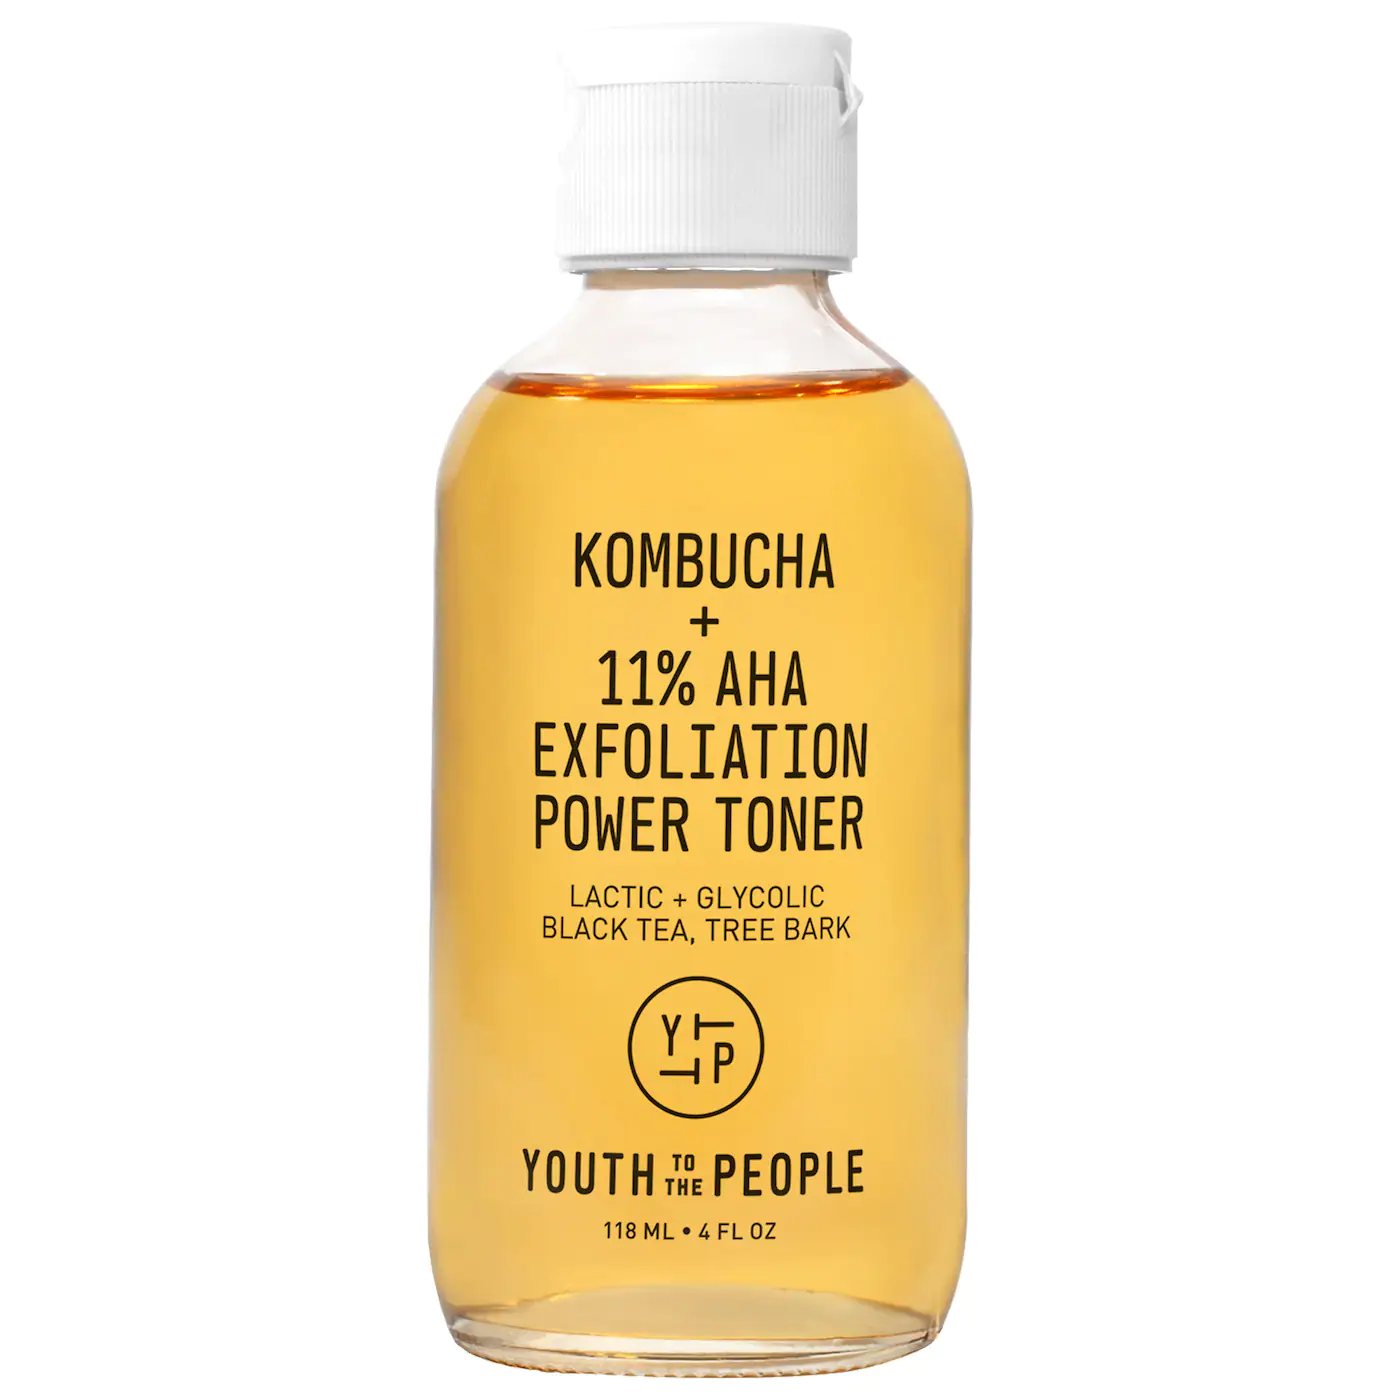 KOMBUCHA
+
11% AHA
EXFOLIATION
POWER TONER
LACTIC + GLYCOLIC
BLACK TEA, TREE BARK
YTTP
YOUTH TO THE PEOPLE
118 ML • 4 FL OZ